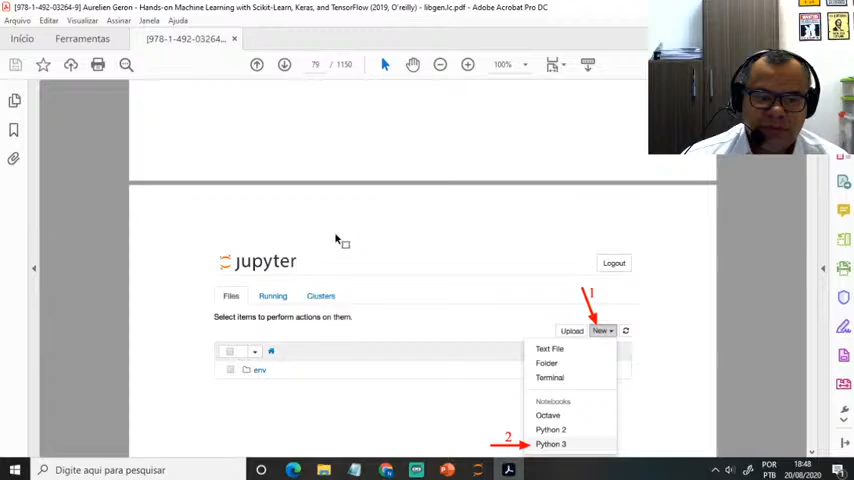 [978-1-492-03264-9] Aurelien Geron - Hands-on Machine Learning with Scikit-Learn, Keras, and TensorFlow (2019, O'reilly) - libgen.lc.pdf - Adobe Acrobat Pro DC
Arquivo Editar Visualizar Assinar Janela Ajuda
Início Ferramentas [978-1-492-03264... ×
79 / 1150 100%
jupyter
Logout
Files Running Clusters
1
Select items to perform actions on them.
Upload New
Text File
env
Folder
Terminal
Notebooks
Octave
Python 2
2 Python 3
Digite aqui para pesquisar
POR 18:48
PTB 20/08/2020